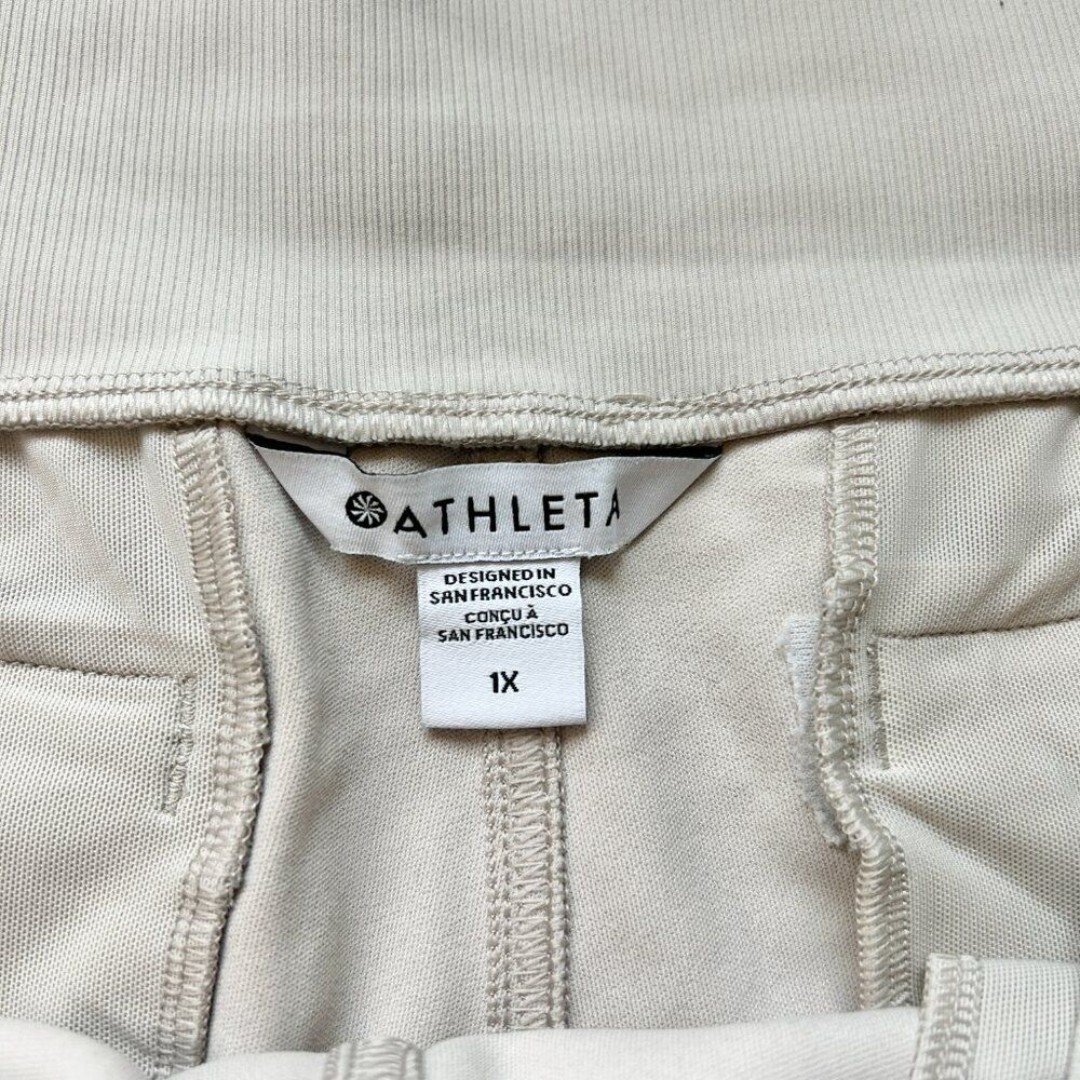 ATHLETA
DESIGNED IN
SAN FRANCISCO
CONÇU À
SAN FRANCISCO
1X